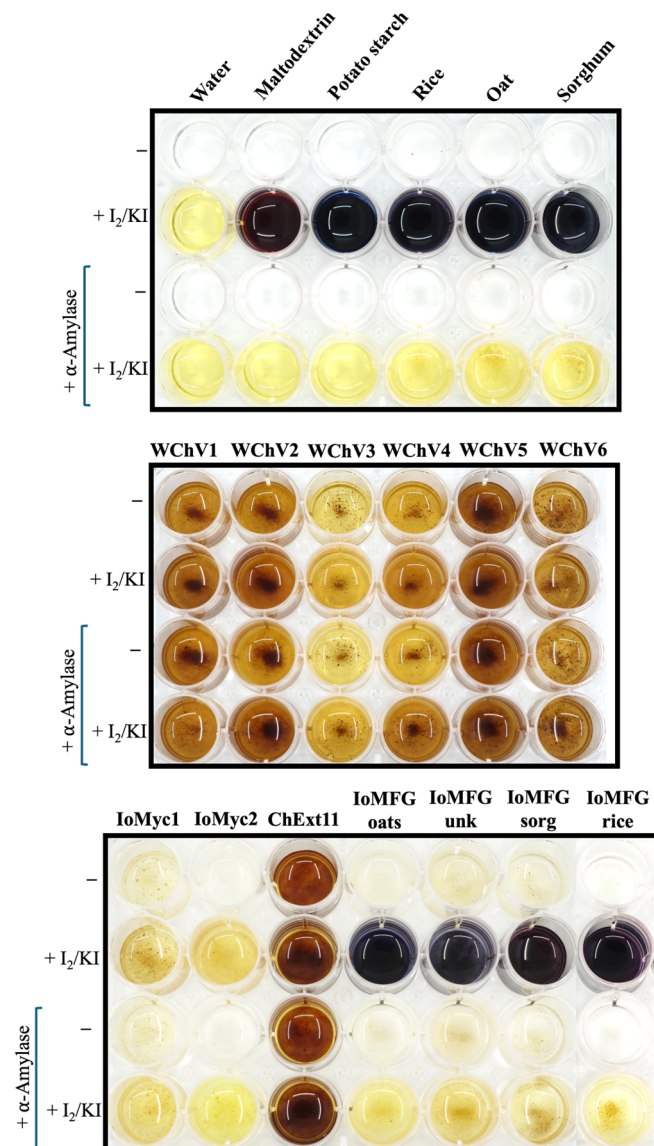 Water Maltodextrin Potato starch Rice Oat Sorghum
–
+ I₂/KI
–
+ I₂/KI
+ α-Amylase
WChV1 WChV2 WChV3 WChV4 WChV5 WChV6
–
+ I₂/KI
–
+ I₂/KI
+ α-Amylase
IoMyc1 IoMyc2 ChExt11 IoMFG oats IoMFG unk IoMFG sorg IoMFG rice
–
+ I₂/KI
–
+ I₂/KI
+ α-Amylase